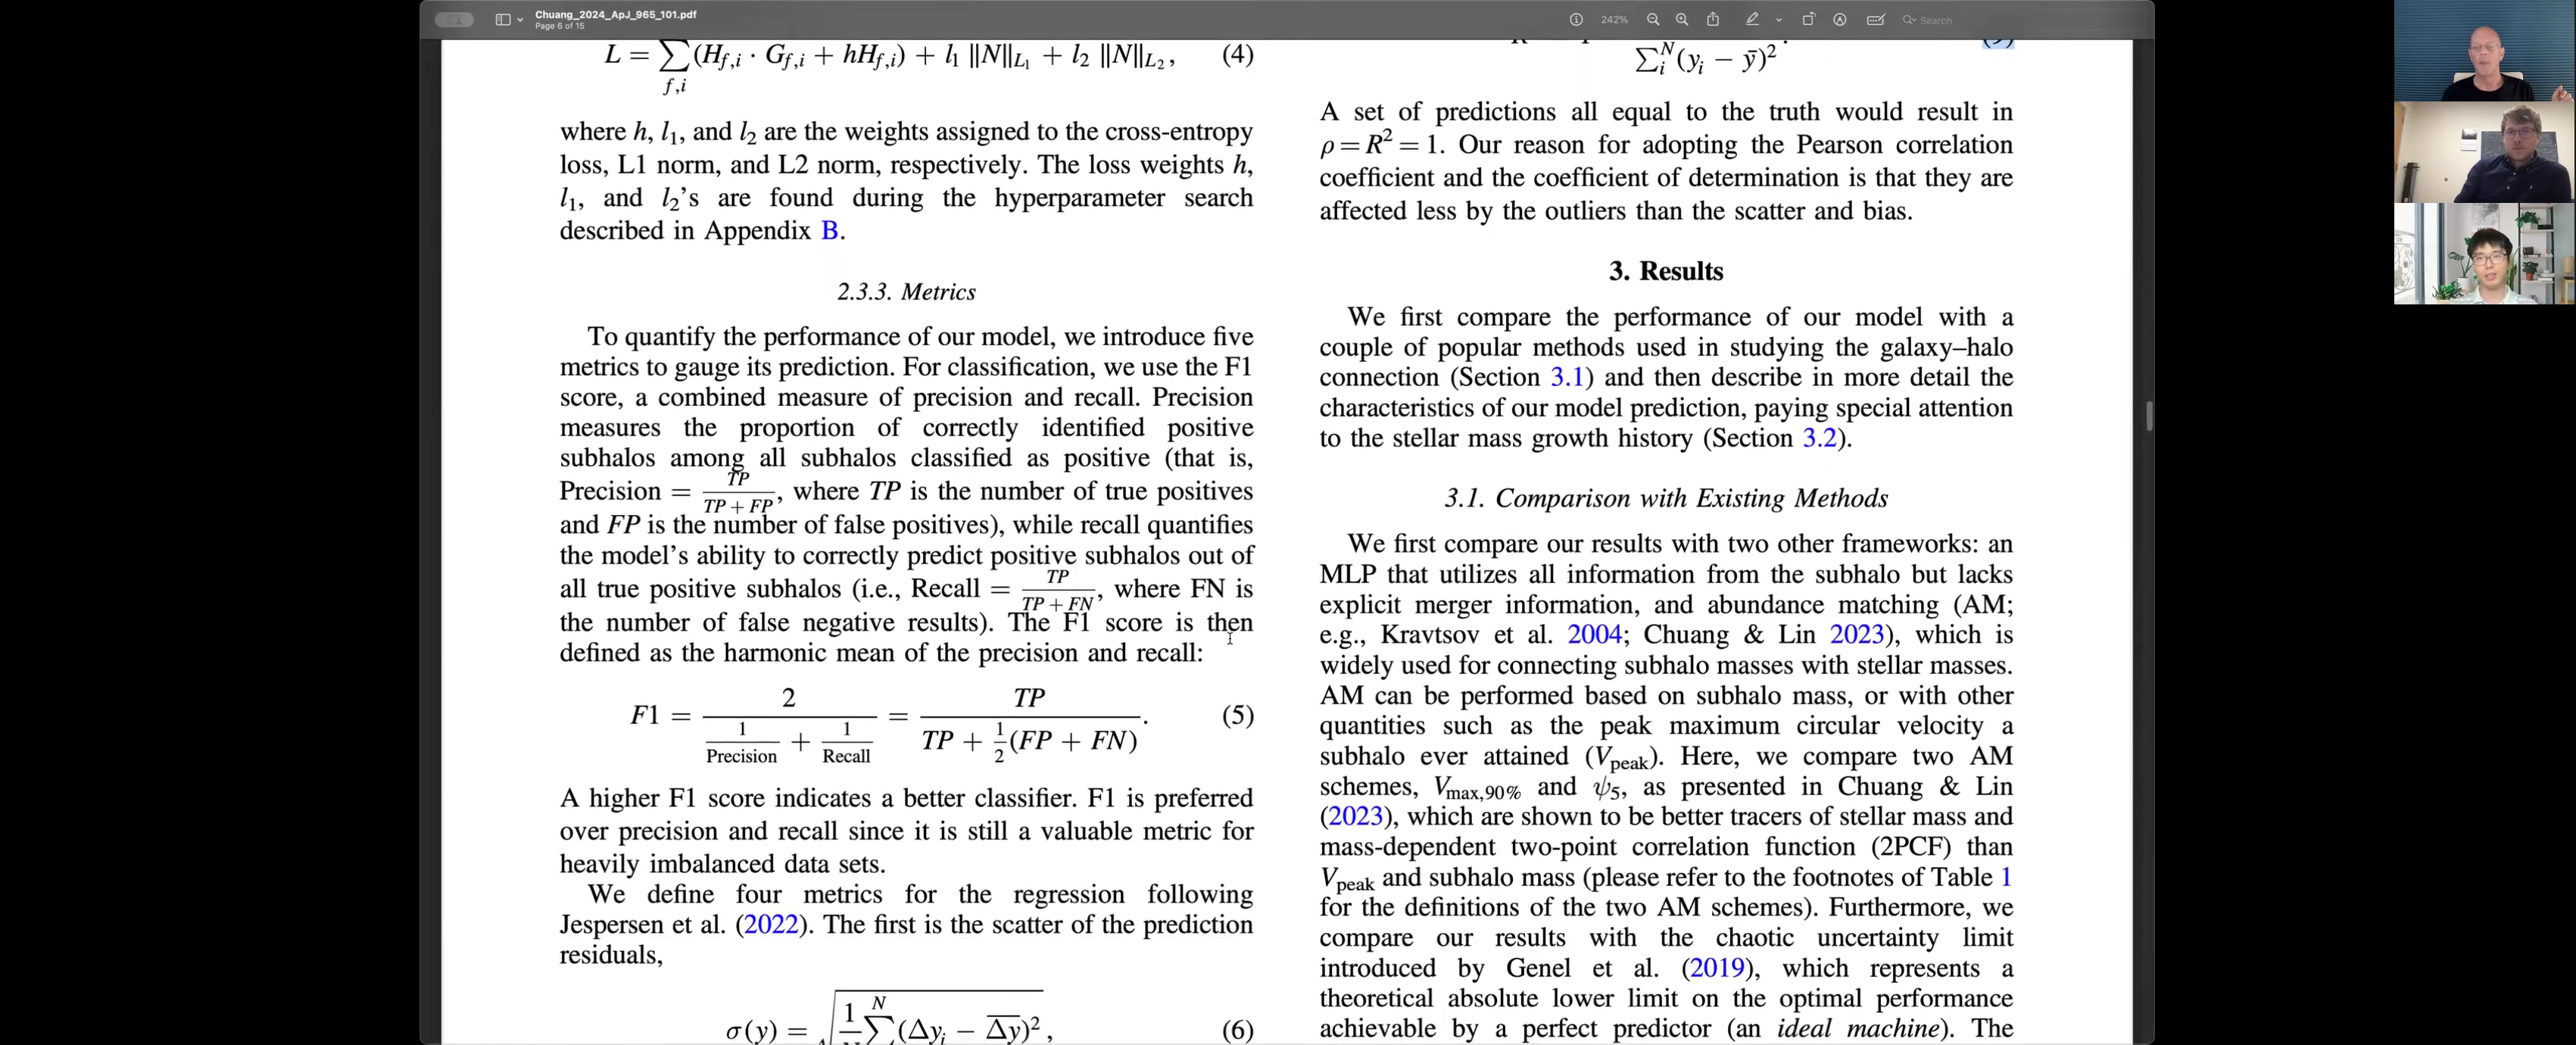 Chuang_2024_ApJ_965_101.pdf
Page 6 of 15
242%
Search
L = ∑_{f,i} (H_{f,i} · G_{f,i} + hH_{f,i}) + l₁ ‖N‖_{L₁} + l₂ ‖N‖_{L₂}, (4)
where h, l₁, and l₂ are the weights assigned to the cross-entropy
loss, L1 norm, and L2 norm, respectively. The loss weights h,
l₁, and l₂'s are found during the hyperparameter search
described in Appendix B.
2.3.3. Metrics
To quantify the performance of our model, we introduce five
metrics to gauge its prediction. For classification, we use the F1
score, a combined measure of precision and recall. Precision
measures the proportion of correctly identified positive
subhalos among all subhalos classified as positive (that is,
Precision = TP / (TP + FP), where TP is the number of true positives
and FP is the number of false positives), while recall quantifies
the model's ability to correctly predict positive subhalos out of
all true positive subhalos (i.e., Recall = TP / (TP + FN), where FN is
the number of false negative results). The F1 score is then
defined as the harmonic mean of the precision and recall:
F1 = 2 / (1/Precision + 1/Recall) = TP / (TP + ½(FP + FN)). (5)
A higher F1 score indicates a better classifier. F1 is preferred
over precision and recall since it is still a valuable metric for
heavily imbalanced data sets.
We define four metrics for the regression following
Jespersen et al. (2022). The first is the scatter of the prediction
residuals,
σ(y) = √(1/N ∑_i^N (Δy_i − \overline{Δy})²), (6)
∑_i^N (y_i − ȳ)²
A set of predictions all equal to the truth would result in
ρ = R² = 1. Our reason for adopting the Pearson correlation
coefficient and the coefficient of determination is that they are
affected less by the outliers than the scatter and bias.
3. Results
We first compare the performance of our model with a
couple of popular methods used in studying the galaxy–halo
connection (Section 3.1) and then describe in more detail the
characteristics of our model prediction, paying special attention
to the stellar mass growth history (Section 3.2).
3.1. Comparison with Existing Methods
We first compare our results with two other frameworks: an
MLP that utilizes all information from the subhalo but lacks
explicit merger information, and abundance matching (AM;
e.g., Kravtsov et al. 2004; Chuang & Lin 2023), which is
widely used for connecting subhalo masses with stellar masses.
AM can be performed based on subhalo mass, or with other
quantities such as the peak maximum circular velocity a
subhalo ever attained (V_peak). Here, we compare two AM
schemes, V_max,90% and ψ₅, as presented in Chuang & Lin
(2023), which are shown to be better tracers of stellar mass and
mass-dependent two-point correlation function (2PCF) than
V_peak and subhalo mass (please refer to the footnotes of Table 1
for the definitions of the two AM schemes). Furthermore, we
compare our results with the chaotic uncertainty limit
introduced by Genel et al. (2019), which represents a
theoretical absolute lower limit on the optimal performance
achievable by a perfect predictor (an ideal machine). The